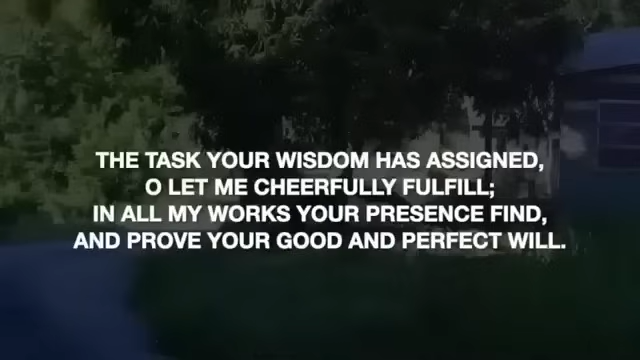 THE TASK YOUR WISDOM HAS ASSIGNED,
O LET ME CHEERFULLY FULFILL;
IN ALL MY WORKS YOUR PRESENCE FIND,
AND PROVE YOUR GOOD AND PERFECT WILL.